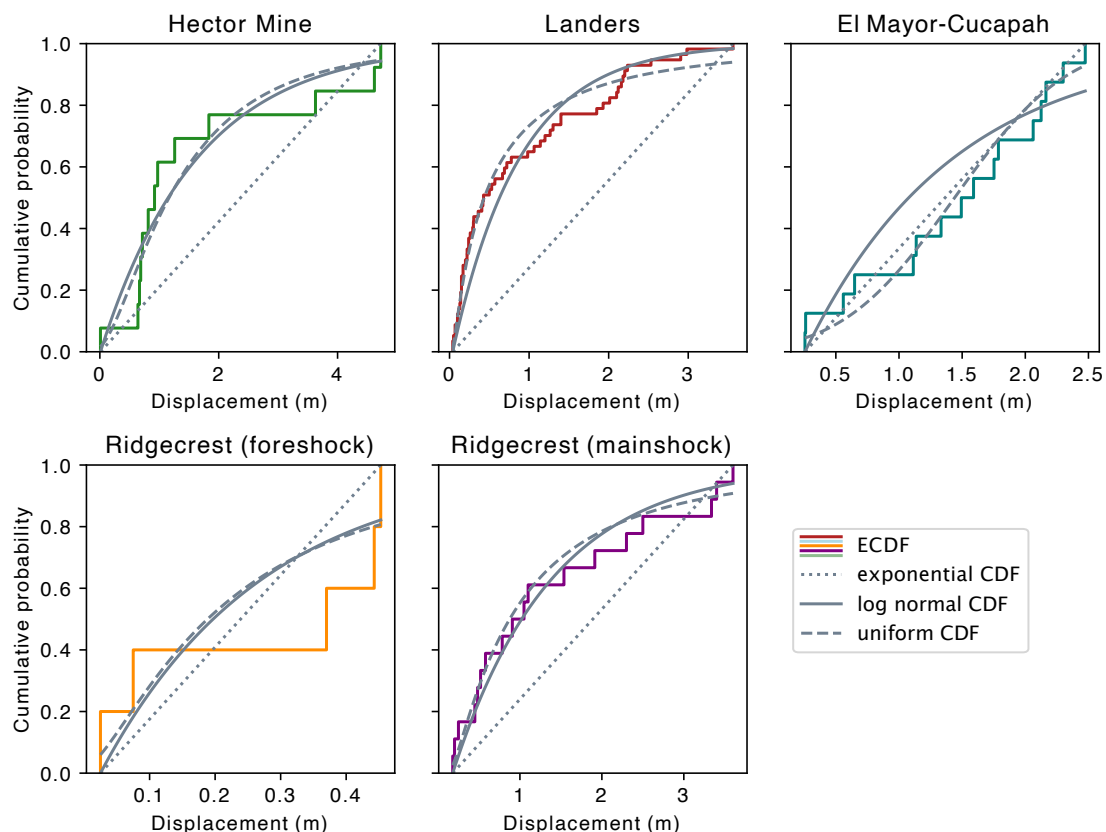 Hector Mine
Landers
El Mayor-Cucapah
Cumulative probability
1.0
0.8
0.6
0.4
0.2
0.0
0 2 4
Displacement (m)
0 1 2 3
Displacement (m)
0.5 1.0 1.5 2.0 2.5
Displacement (m)
Ridgecrest (foreshock)
Ridgecrest (mainshock)
Cumulative probability
1.0
0.8
0.6
0.4
0.2
0.0
0.1 0.2 0.3 0.4
Displacement (m)
1 2 3
Displacement (m)
ECDF
exponential CDF
log normal CDF
uniform CDF